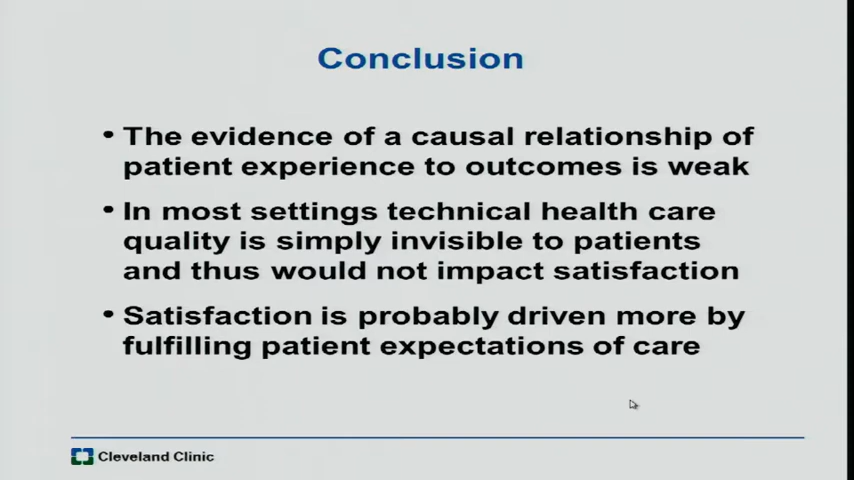 Conclusion
• The evidence of a causal relationship of
patient experience to outcomes is weak
• In most settings technical health care
quality is simply invisible to patients
and thus would not impact satisfaction
• Satisfaction is probably driven more by
fulfilling patient expectations of care
Cleveland Clinic